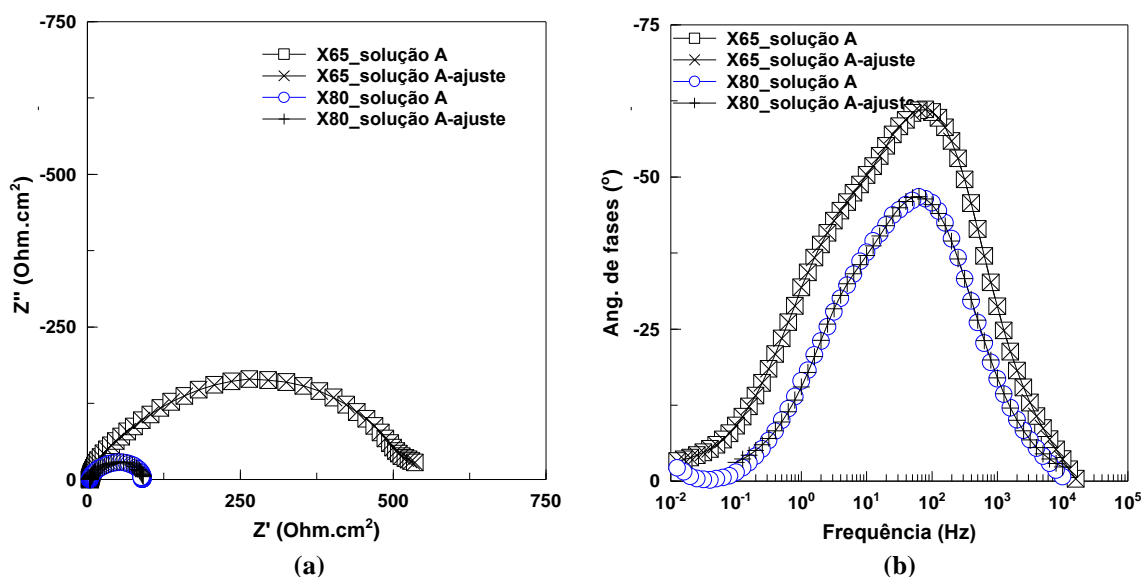 -750
-500
-250
0
0
250
500
750
Z'' (Ohm.cm²)
Z' (Ohm.cm²)
X65_solução A
X65_solução A-ajuste
X80_solução A
X80_solução A-ajuste
(a)
-75
-50
-25
0
10⁻²
10⁻¹
10⁰
10¹
10²
10³
10⁴
10⁵
Ang. de fases (°)
Frequência (Hz)
X65_solução A
X65_solução A-ajuste
X80_solução A
X80_solução A-ajuste
(b)